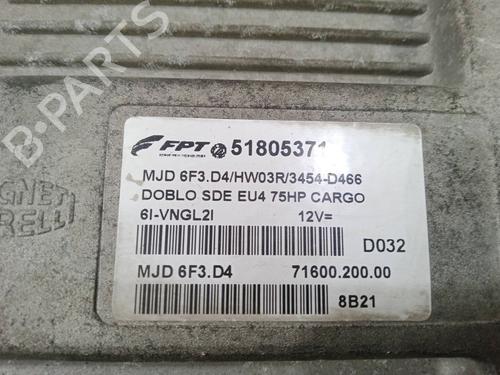 B-PARTS
FPT 51805371
MJD 6F3.D4/HW03R/3454-D466
DOBLO SDE EU4 75HP CARGO
6I-VNGL2I 12V=
D032
MJD 6F3.D4 71600.200.00
8B21